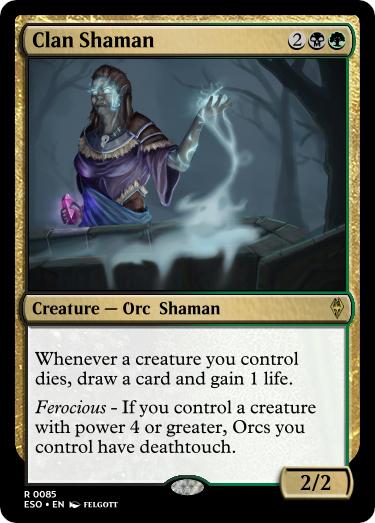 Clan Shaman 2
Creature — Orc Shaman
Whenever a creature you control
dies, draw a card and gain 1 life.
Ferocious - If you control a creature
with power 4 or greater, Orcs you
control have deathtouch.
2/2
R 0085
ESO • EN FELGOTT